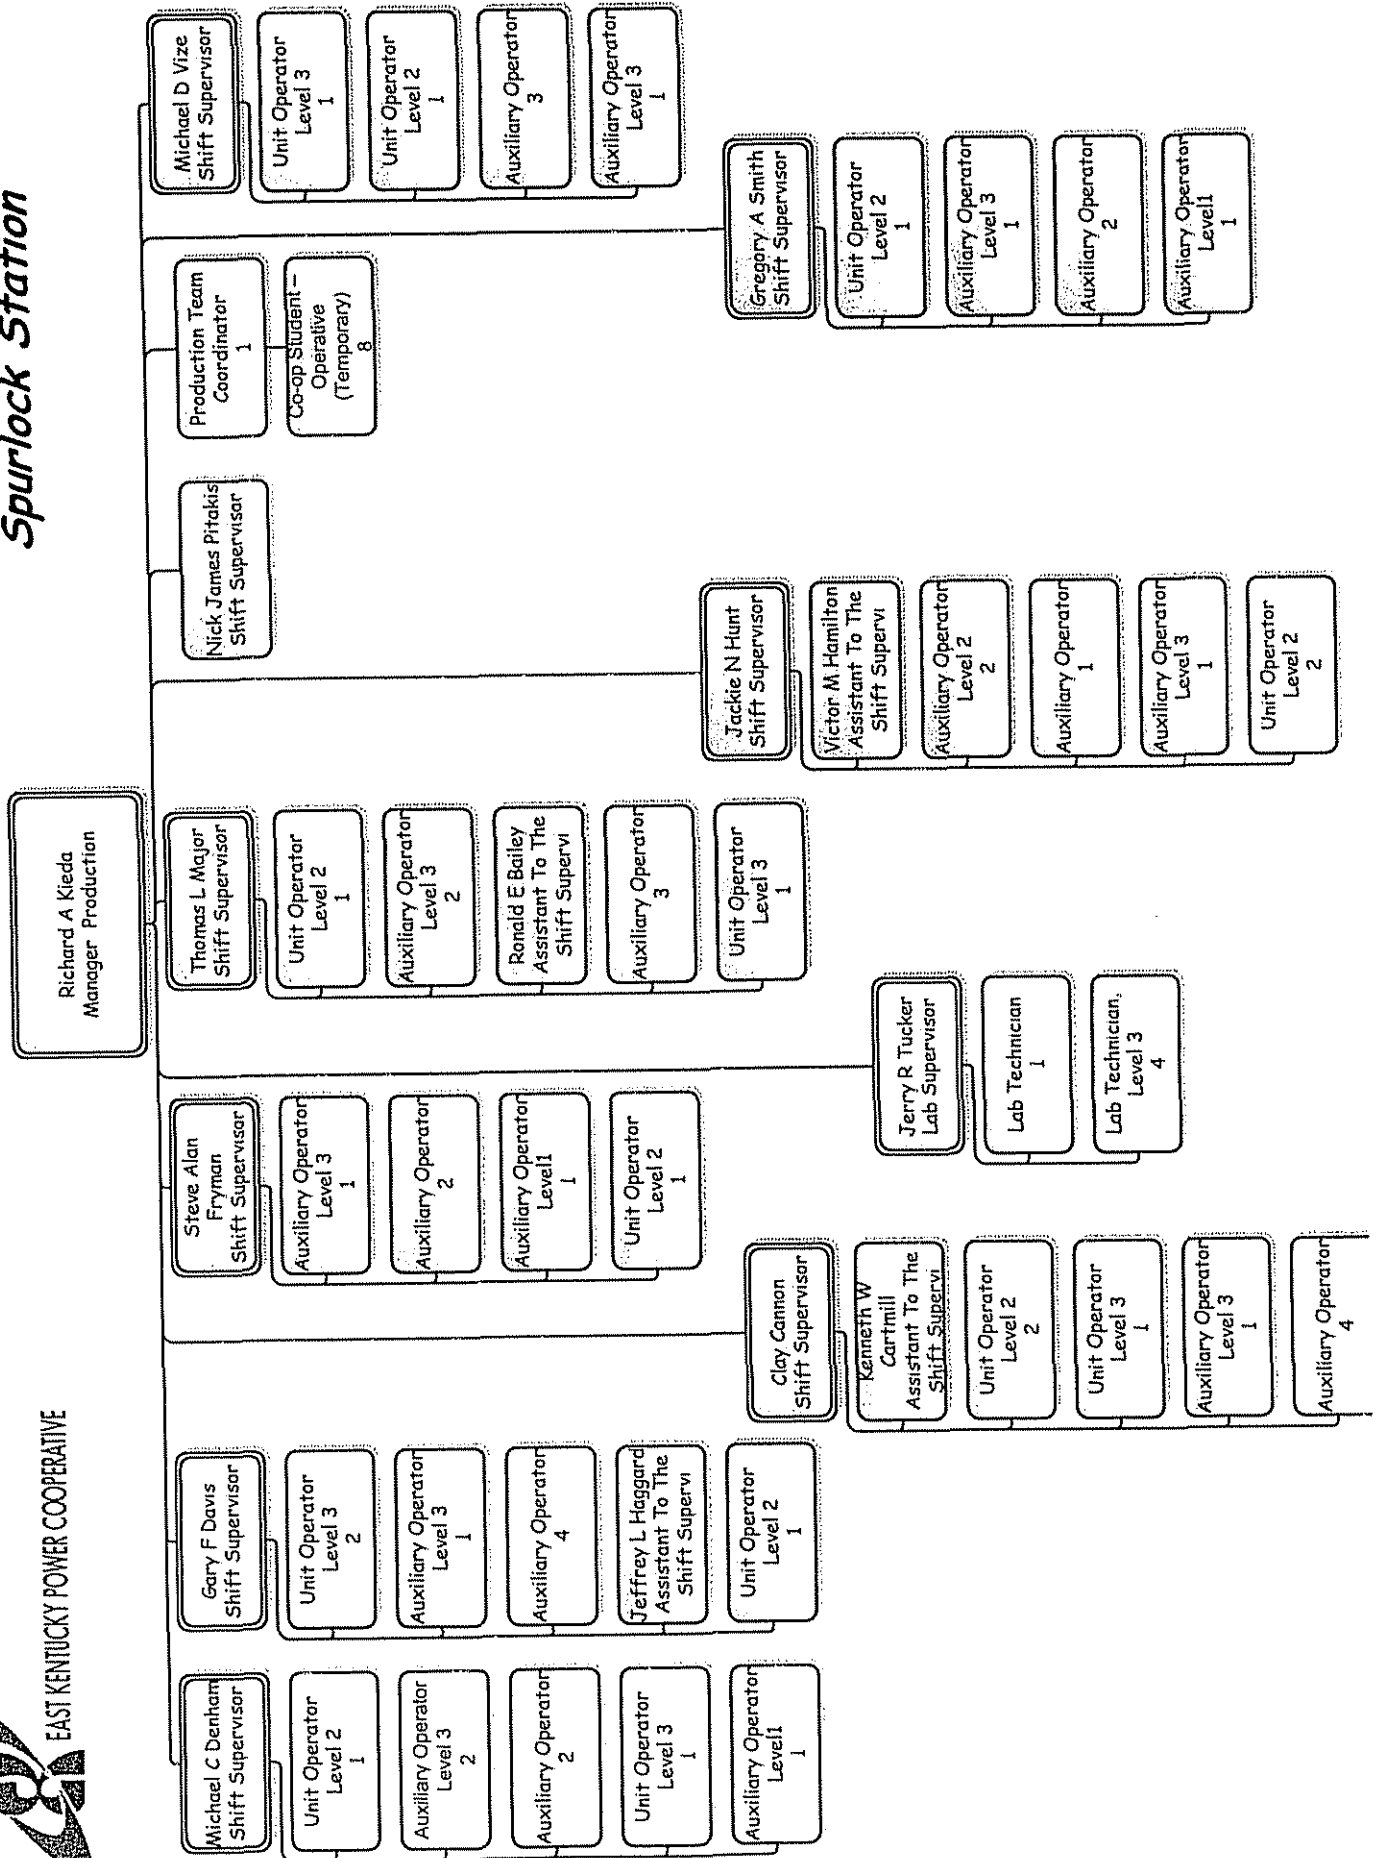 EAST KENTUCKY POWER COOPERATIVE
Spurlock Station
Richard A Kieda
Manager Production
Michael C Denham
Shift Supervisor
Unit Operator
Level 2
1
Auxiliary Operator
Level 3
2
Auxiliary Operator
2
Unit Operator
Level 3
1
Auxiliary Operator
Level1
1
Gary F Davis
Shift Supervisor
Unit Operator
Level 3
2
Auxiliary Operator
Level 3
1
Auxiliary Operator
4
Jeffrey L Haggard
Assistant To The
Shift Supervi
Unit Operator
Level 2
1
Clay Cannon
Shift Supervisor
Kenneth W
Cartmill
Assistant To The
Shift Supervi
Unit Operator
Level 2
2
Unit Operator
Level 3
1
Auxiliary Operator
Level 3
1
Auxiliary Operator
4
Steve Alan
Fryman
Shift Supervisor
Auxiliary Operator
Level 3
1
Auxiliary Operator
2
Auxiliary Operator
Level1
1
Unit Operator
Level 2
1
Jerry R Tucker
Lab Supervisor
Lab Technician
1
Lab Technician,
Level 3
4
Thomas L Major
Shift Supervisor
Unit Operator
Level 2
1
Auxiliary Operator
Level 3
2
Ronald E Bailey
Assistant To The
Shift Supervi
Auxiliary Operator
3
Unit Operator
Level 3
1
Jackie N Hunt
Shift Supervisor
Victor M Hamilton
Assistant To The
Shift Supervi
Auxiliary Operator
Level 2
2
Auxiliary Operator
1
Auxiliary Operator
Level 3
1
Unit Operator
Level 2
2
Nick James Pitakis
Shift Supervisor
Production Team
Coordinator
1
Co-op Student –
Operative
(Temporary)
8
Gregory A Smith
Shift Supervisor
Unit Operator
Level 2
1
Auxiliary Operator
Level 3
1
Auxiliary Operator
2
Auxiliary Operator
Level1
1
Michael D Vize
Shift Supervisor
Unit Operator
Level 3
1
Unit Operator
Level 2
1
Auxiliary Operator
3
Auxiliary Operator
Level 3
1